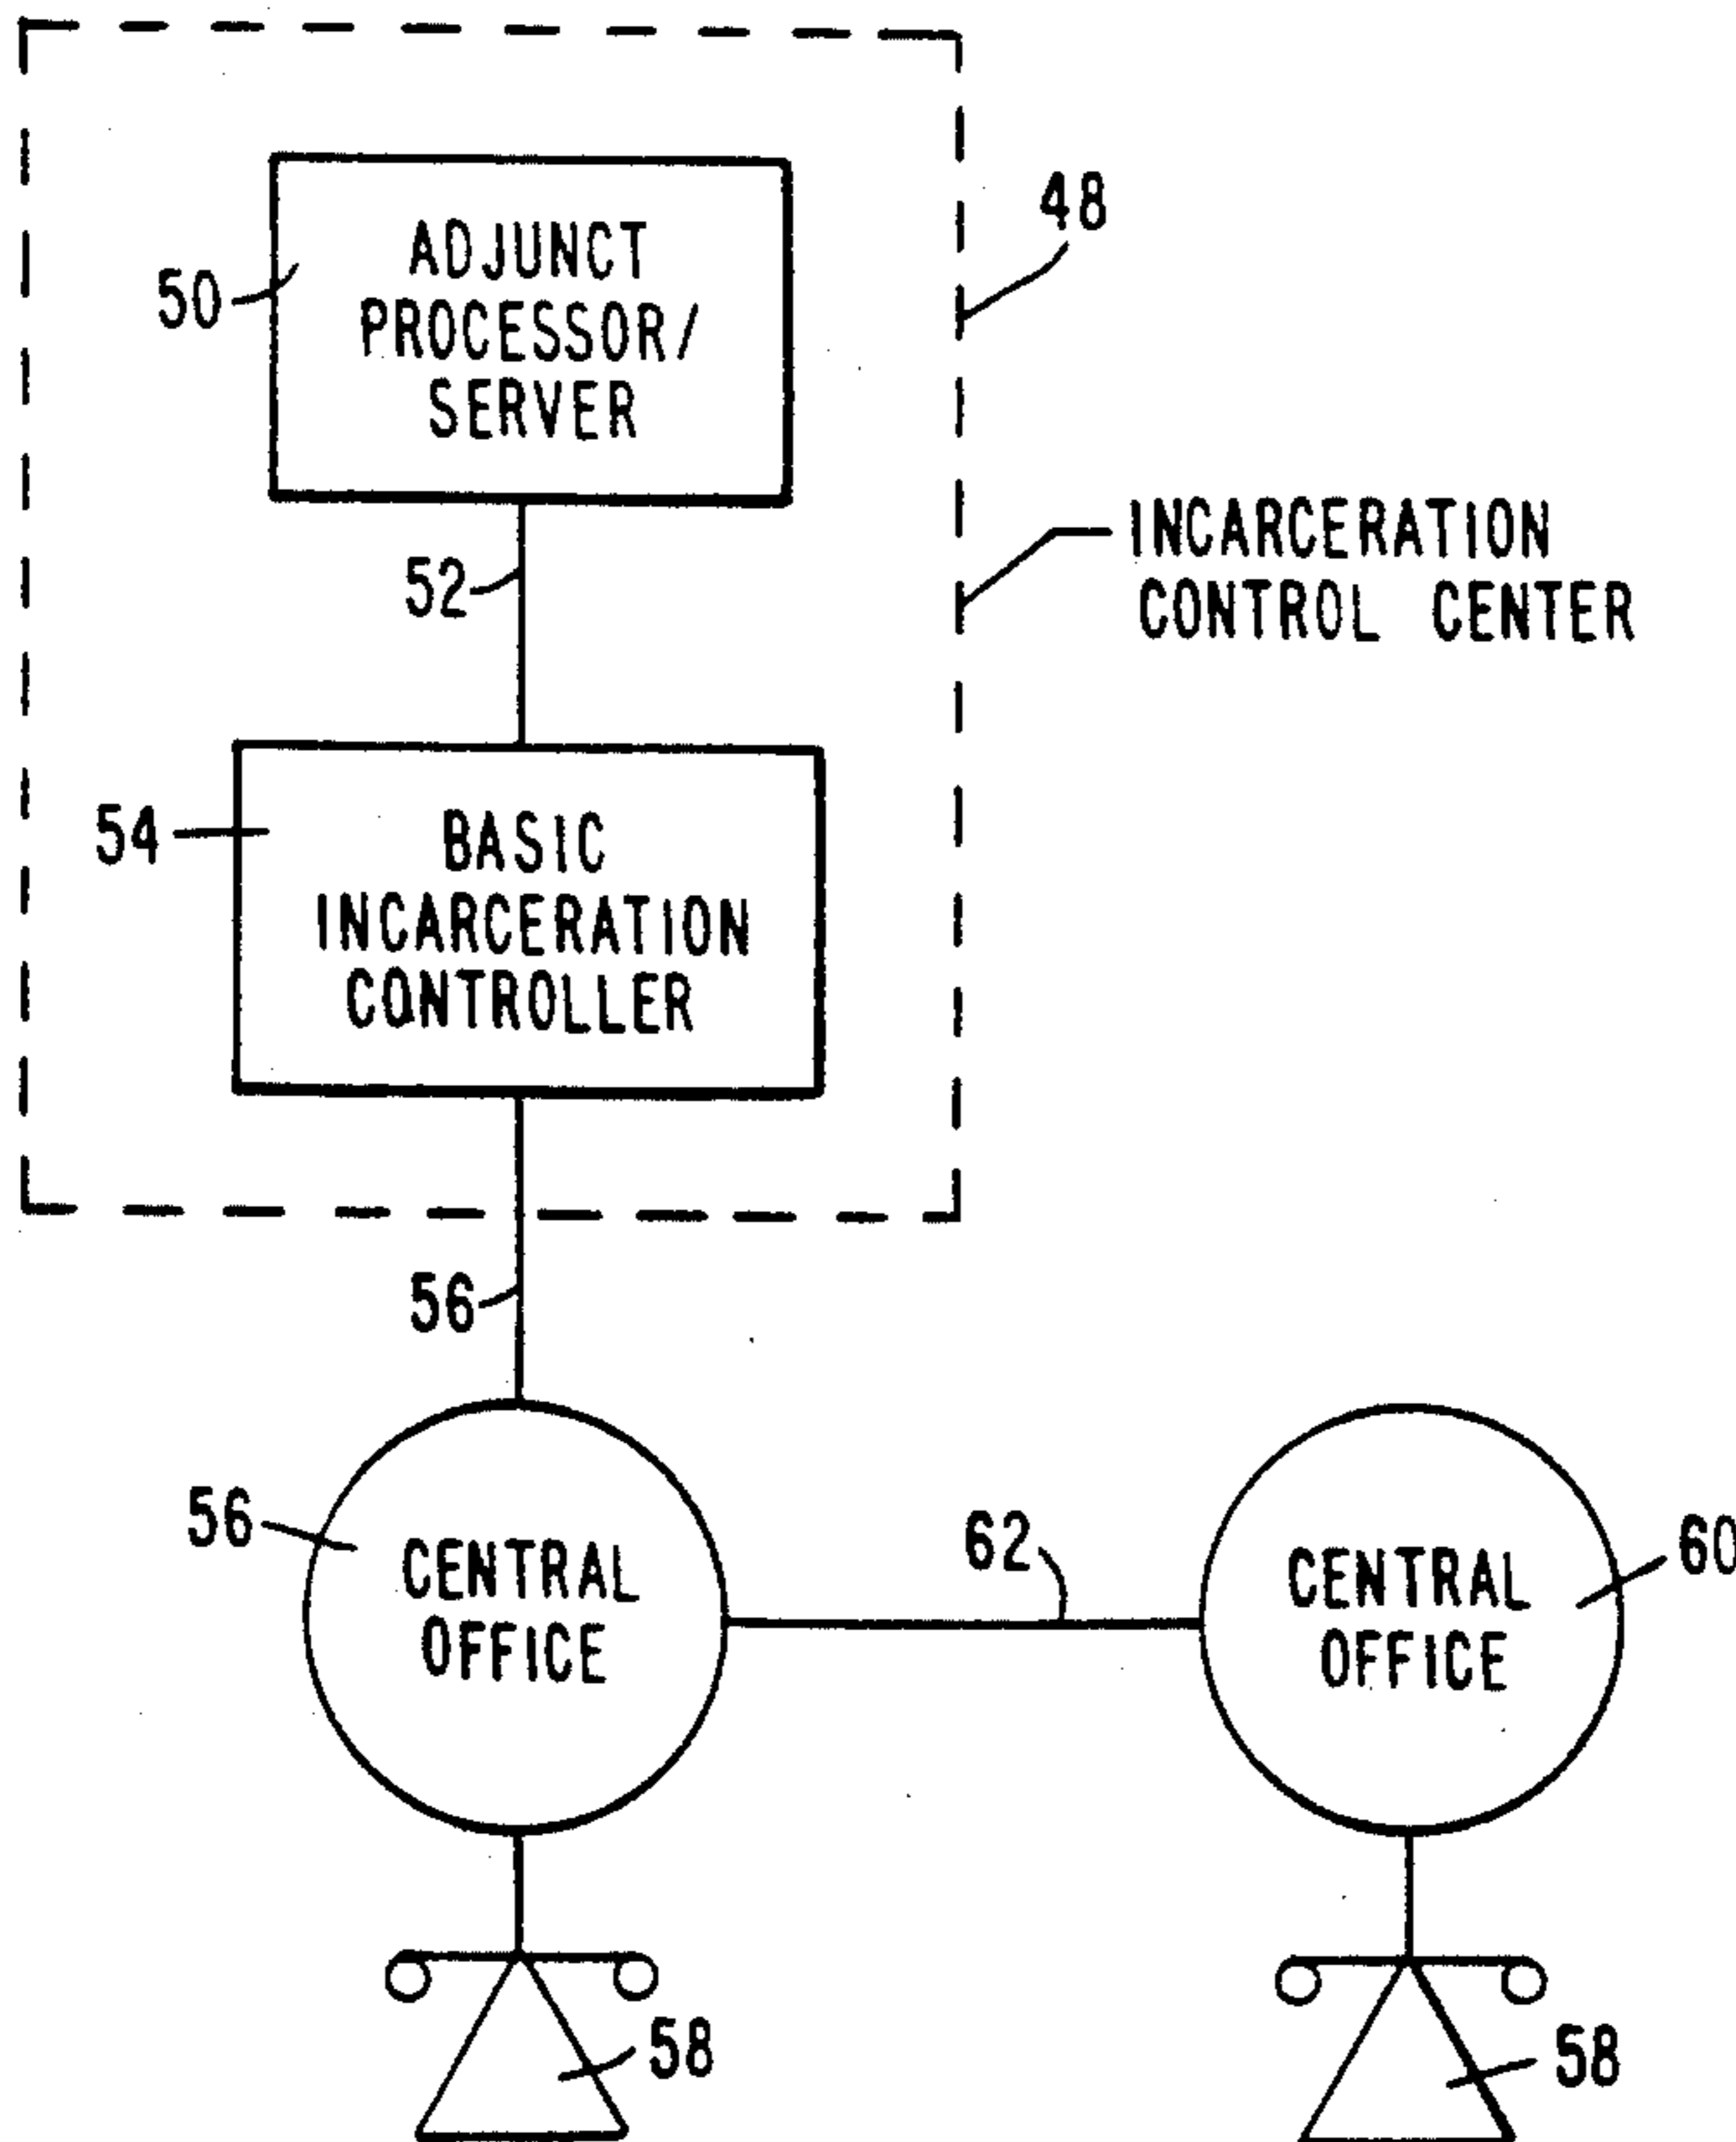 48
50
ADJUNCT
PROCESSOR/
SERVER
INCARCERATION
CONTROL CENTER
52
54
BASIC
INCARCERATION
CONTROLLER
56
56
CENTRAL
OFFICE
62
CENTRAL
OFFICE
60
58
58